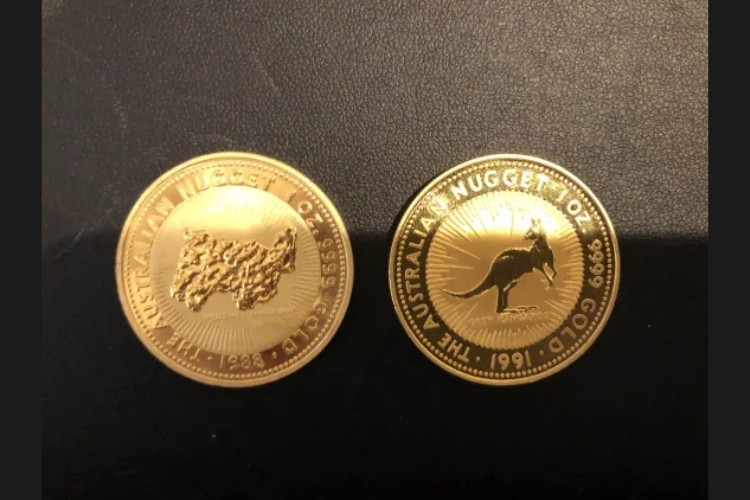 THE AUSTRALIAN NUGGET 1 OZ. 9999 GOLD · 1988 ·
THE AUSTRALIAN NUGGET 1 OZ. 9999 GOLD · 1991 ·